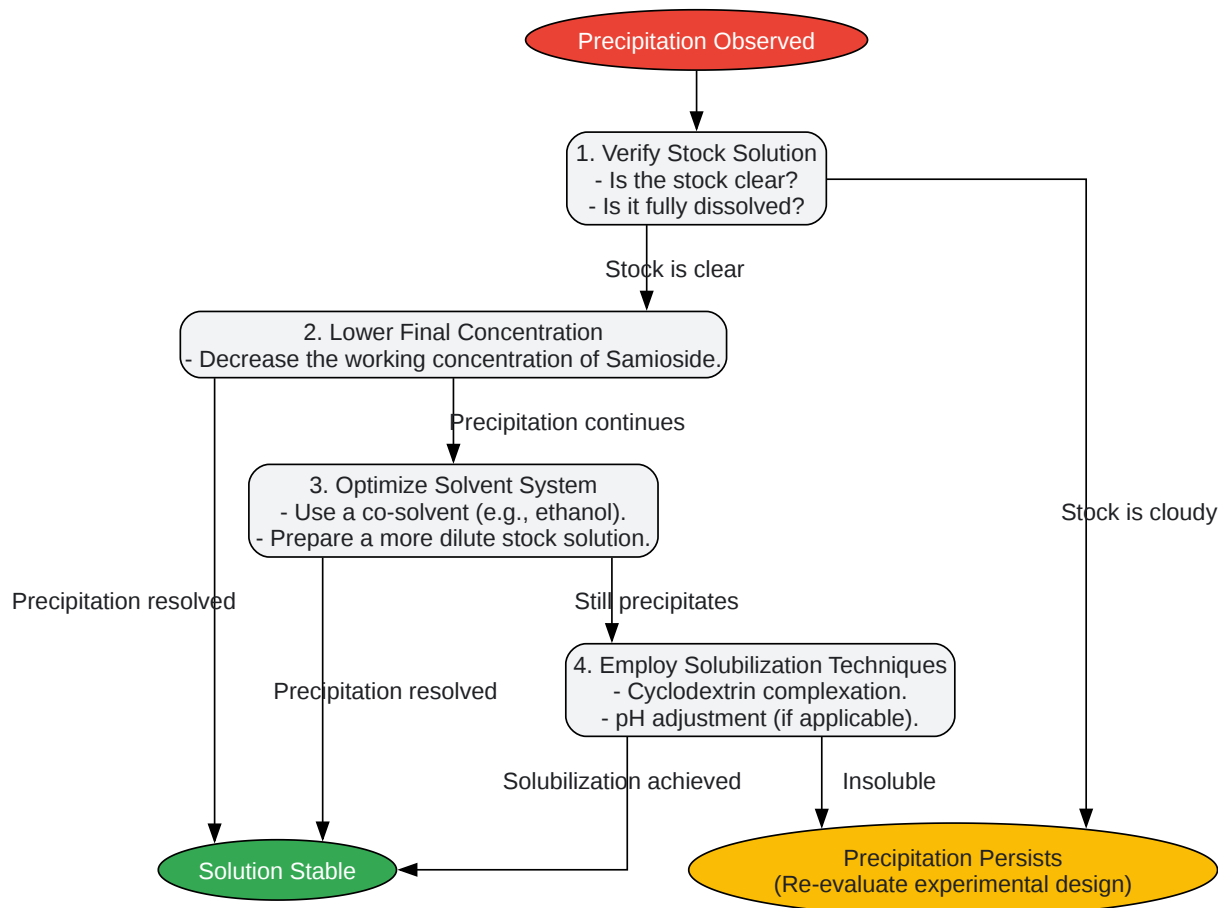 Precipitation Observed
1. Verify Stock Solution
- Is the stock clear?
- Is it fully dissolved?
Stock is clear
2. Lower Final Concentration
- Decrease the working concentration of Samioside.
Precipitation continues
3. Optimize Solvent System
- Use a co-solvent (e.g., ethanol).
- Prepare a more dilute stock solution.
Stock is cloudy
Precipitation resolved
Still precipitates
4. Employ Solubilization Techniques
- Cyclodextrin complexation.
- pH adjustment (if applicable).
Precipitation resolved
Solubilization achieved
Insoluble
Solution Stable
Precipitation Persists
(Re-evaluate experimental design)